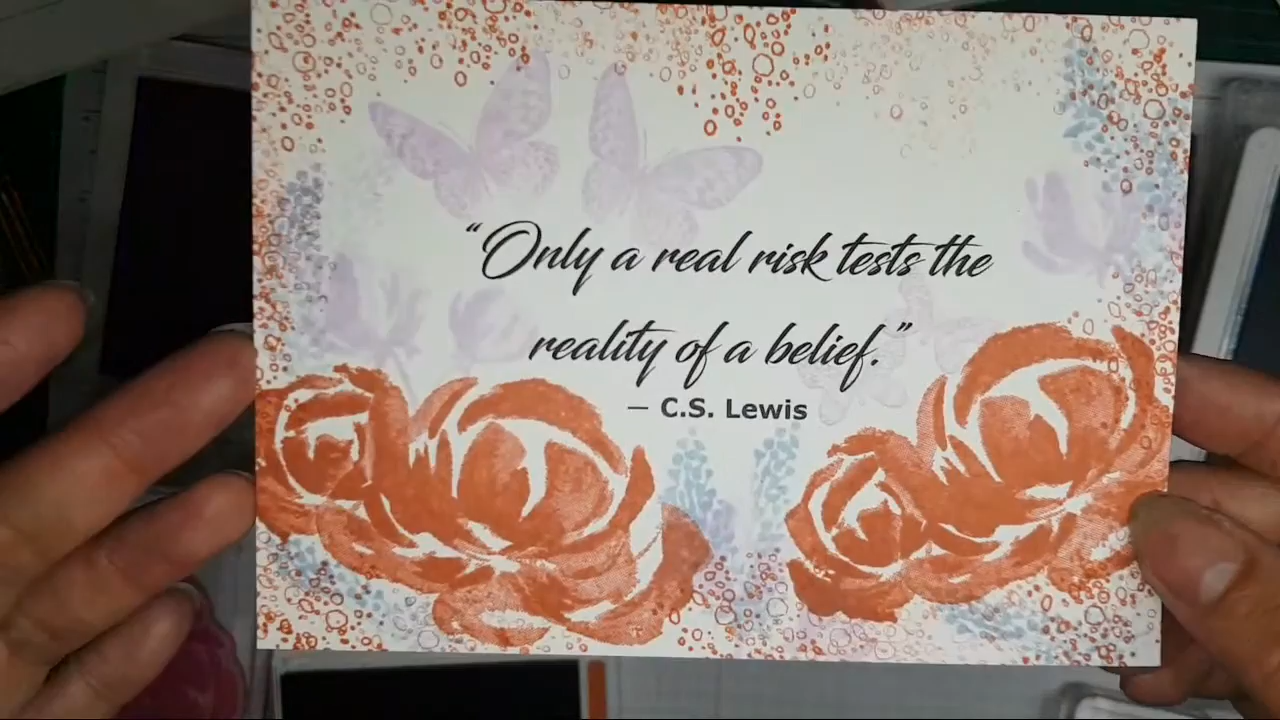 “Only a real risk tests the
reality of a belief.”
— C.S. Lewis